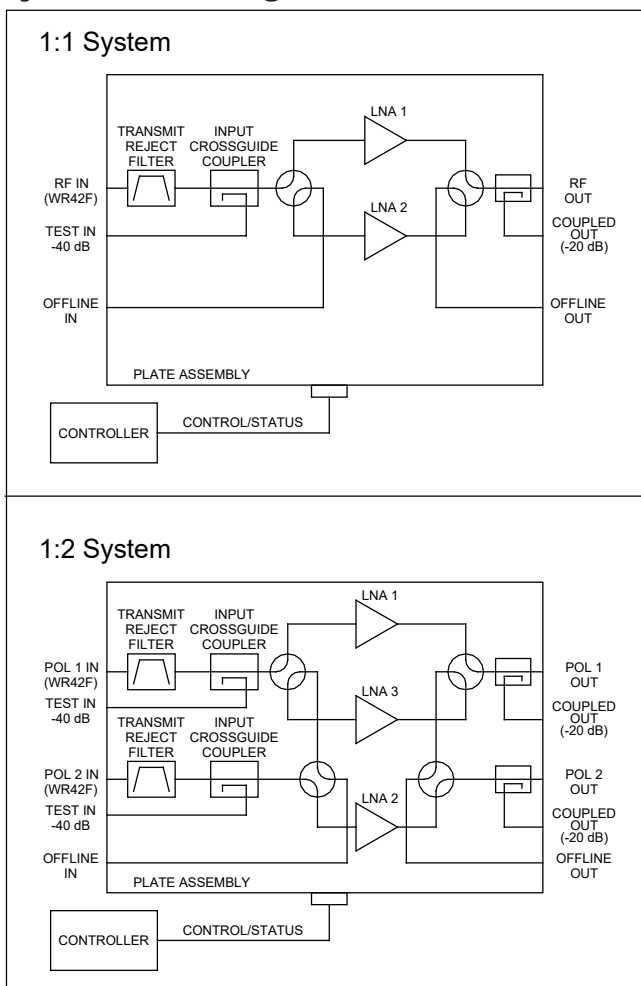 1:1 System
LNA 1
TRANSMIT
REJECT
FILTER
INPUT
CROSSGUIDE
COUPLER
RF IN
(WR42F)
TEST IN
-40 dB
LNA 2
RF
OUT
COUPLED
OUT
(-20 dB)
OFFLINE
IN
OFFLINE
OUT
PLATE ASSEMBLY
CONTROLLER
CONTROL/STATUS
1:2 System
LNA 1
TRANSMIT
REJECT
FILTER
INPUT
CROSSGUIDE
COUPLER
POL 1 IN
(WR42F)
TEST IN
-40 dB
LNA 3
POL 1
OUT
COUPLED
OUT
(-20 dB)
TRANSMIT
REJECT
FILTER
INPUT
CROSSGUIDE
COUPLER
POL 2 IN
(WR42F)
TEST IN
-40 dB
LNA 2
POL 2
OUT
COUPLED
OUT
(-20 dB)
OFFLINE
IN
OFFLINE
OUT
PLATE ASSEMBLY
CONTROLLER
CONTROL/STATUS